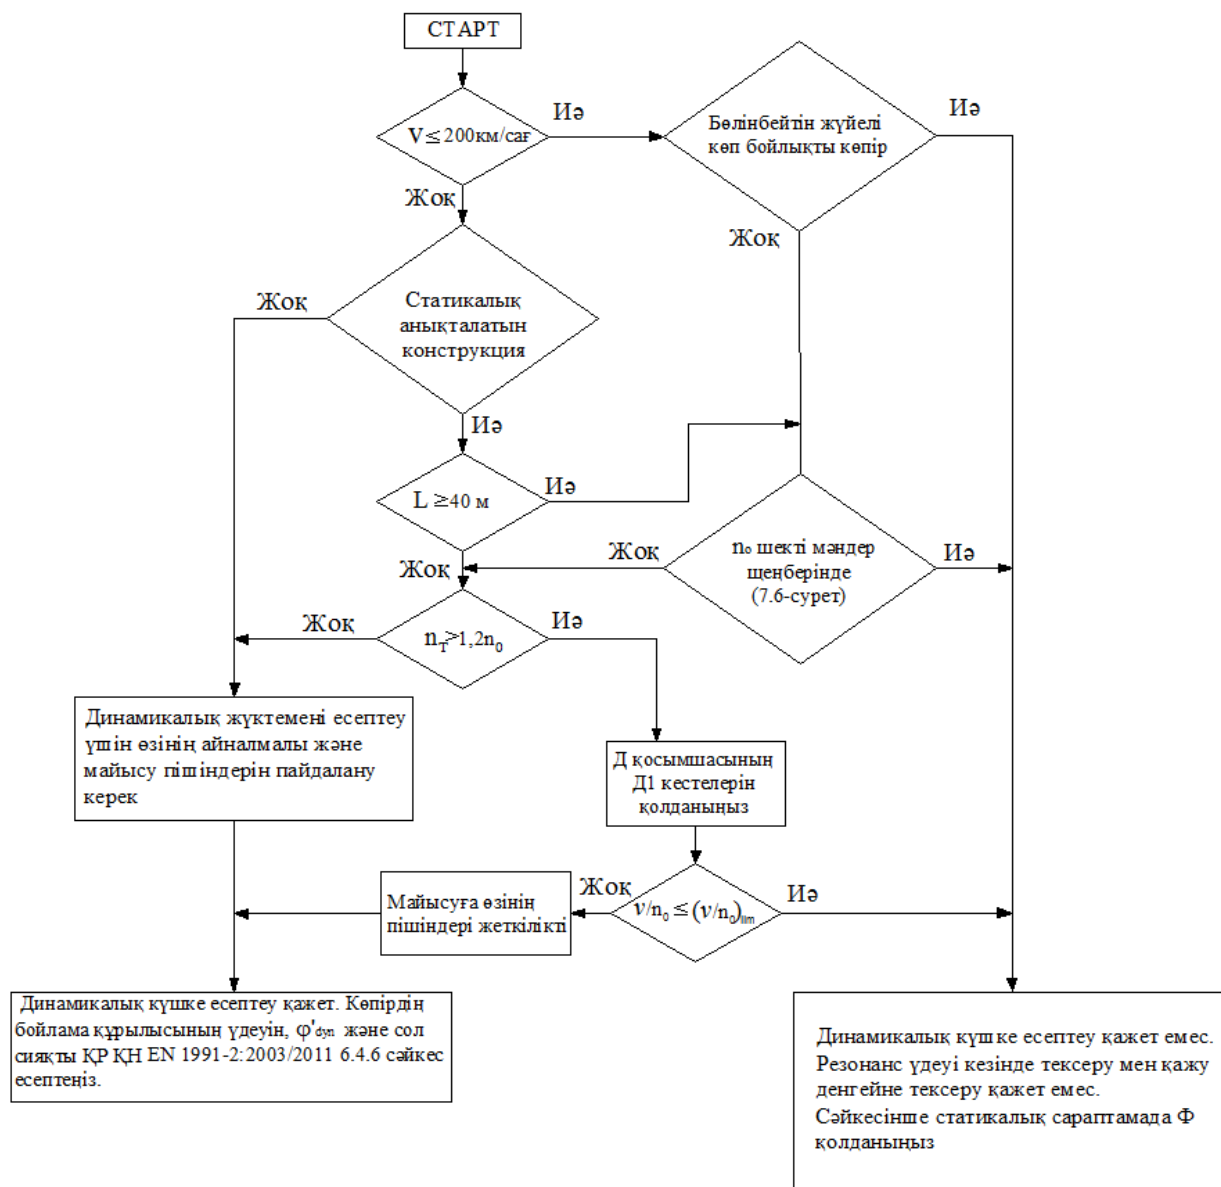 СТАРТ
V ≤ 200км/сағ
Иә
Бөлінбейтін жүйелі
көп бойлықты көпір
Иә
Жоқ
Жоқ
Жоқ
Статикалық
анықталатын
конструкция
Иә
L ≥40 м
Иә
Жоқ
Жоқ
n₀ шекті мәндер
щеңберінде
(7.6-сурет)
Иә
Жоқ
n_T>1,2n₀
Иә
Динамикалық жүктемені есептеу
үшін өзінің айналмалы және
майысу пішіндерін пайдалану
керек
Д қосымшасының
Д1 кестелерін
қолданыңыз
Майысуға өзінің
пішіндері жеткілікті
Жоқ
v/n₀ ≤ (v/n₀)lim
Иә
Динамикалық күшке есептеу қажет. Көпірдің
бойлама құрылысының үдеуін, φ'dyn және сол
сияқты ҚР ҚН EN 1991-2:2003/2011 6.4.6 сәйкес
есептеңіз.
Динамикалық күшке есептеу қажет емес.
Резонанс үдеуі кезінде тексеру мен қажу
денгейне тексеру қажет емес.
Сәйкесінше статикалық сараптамада Ф
қолданыңыз